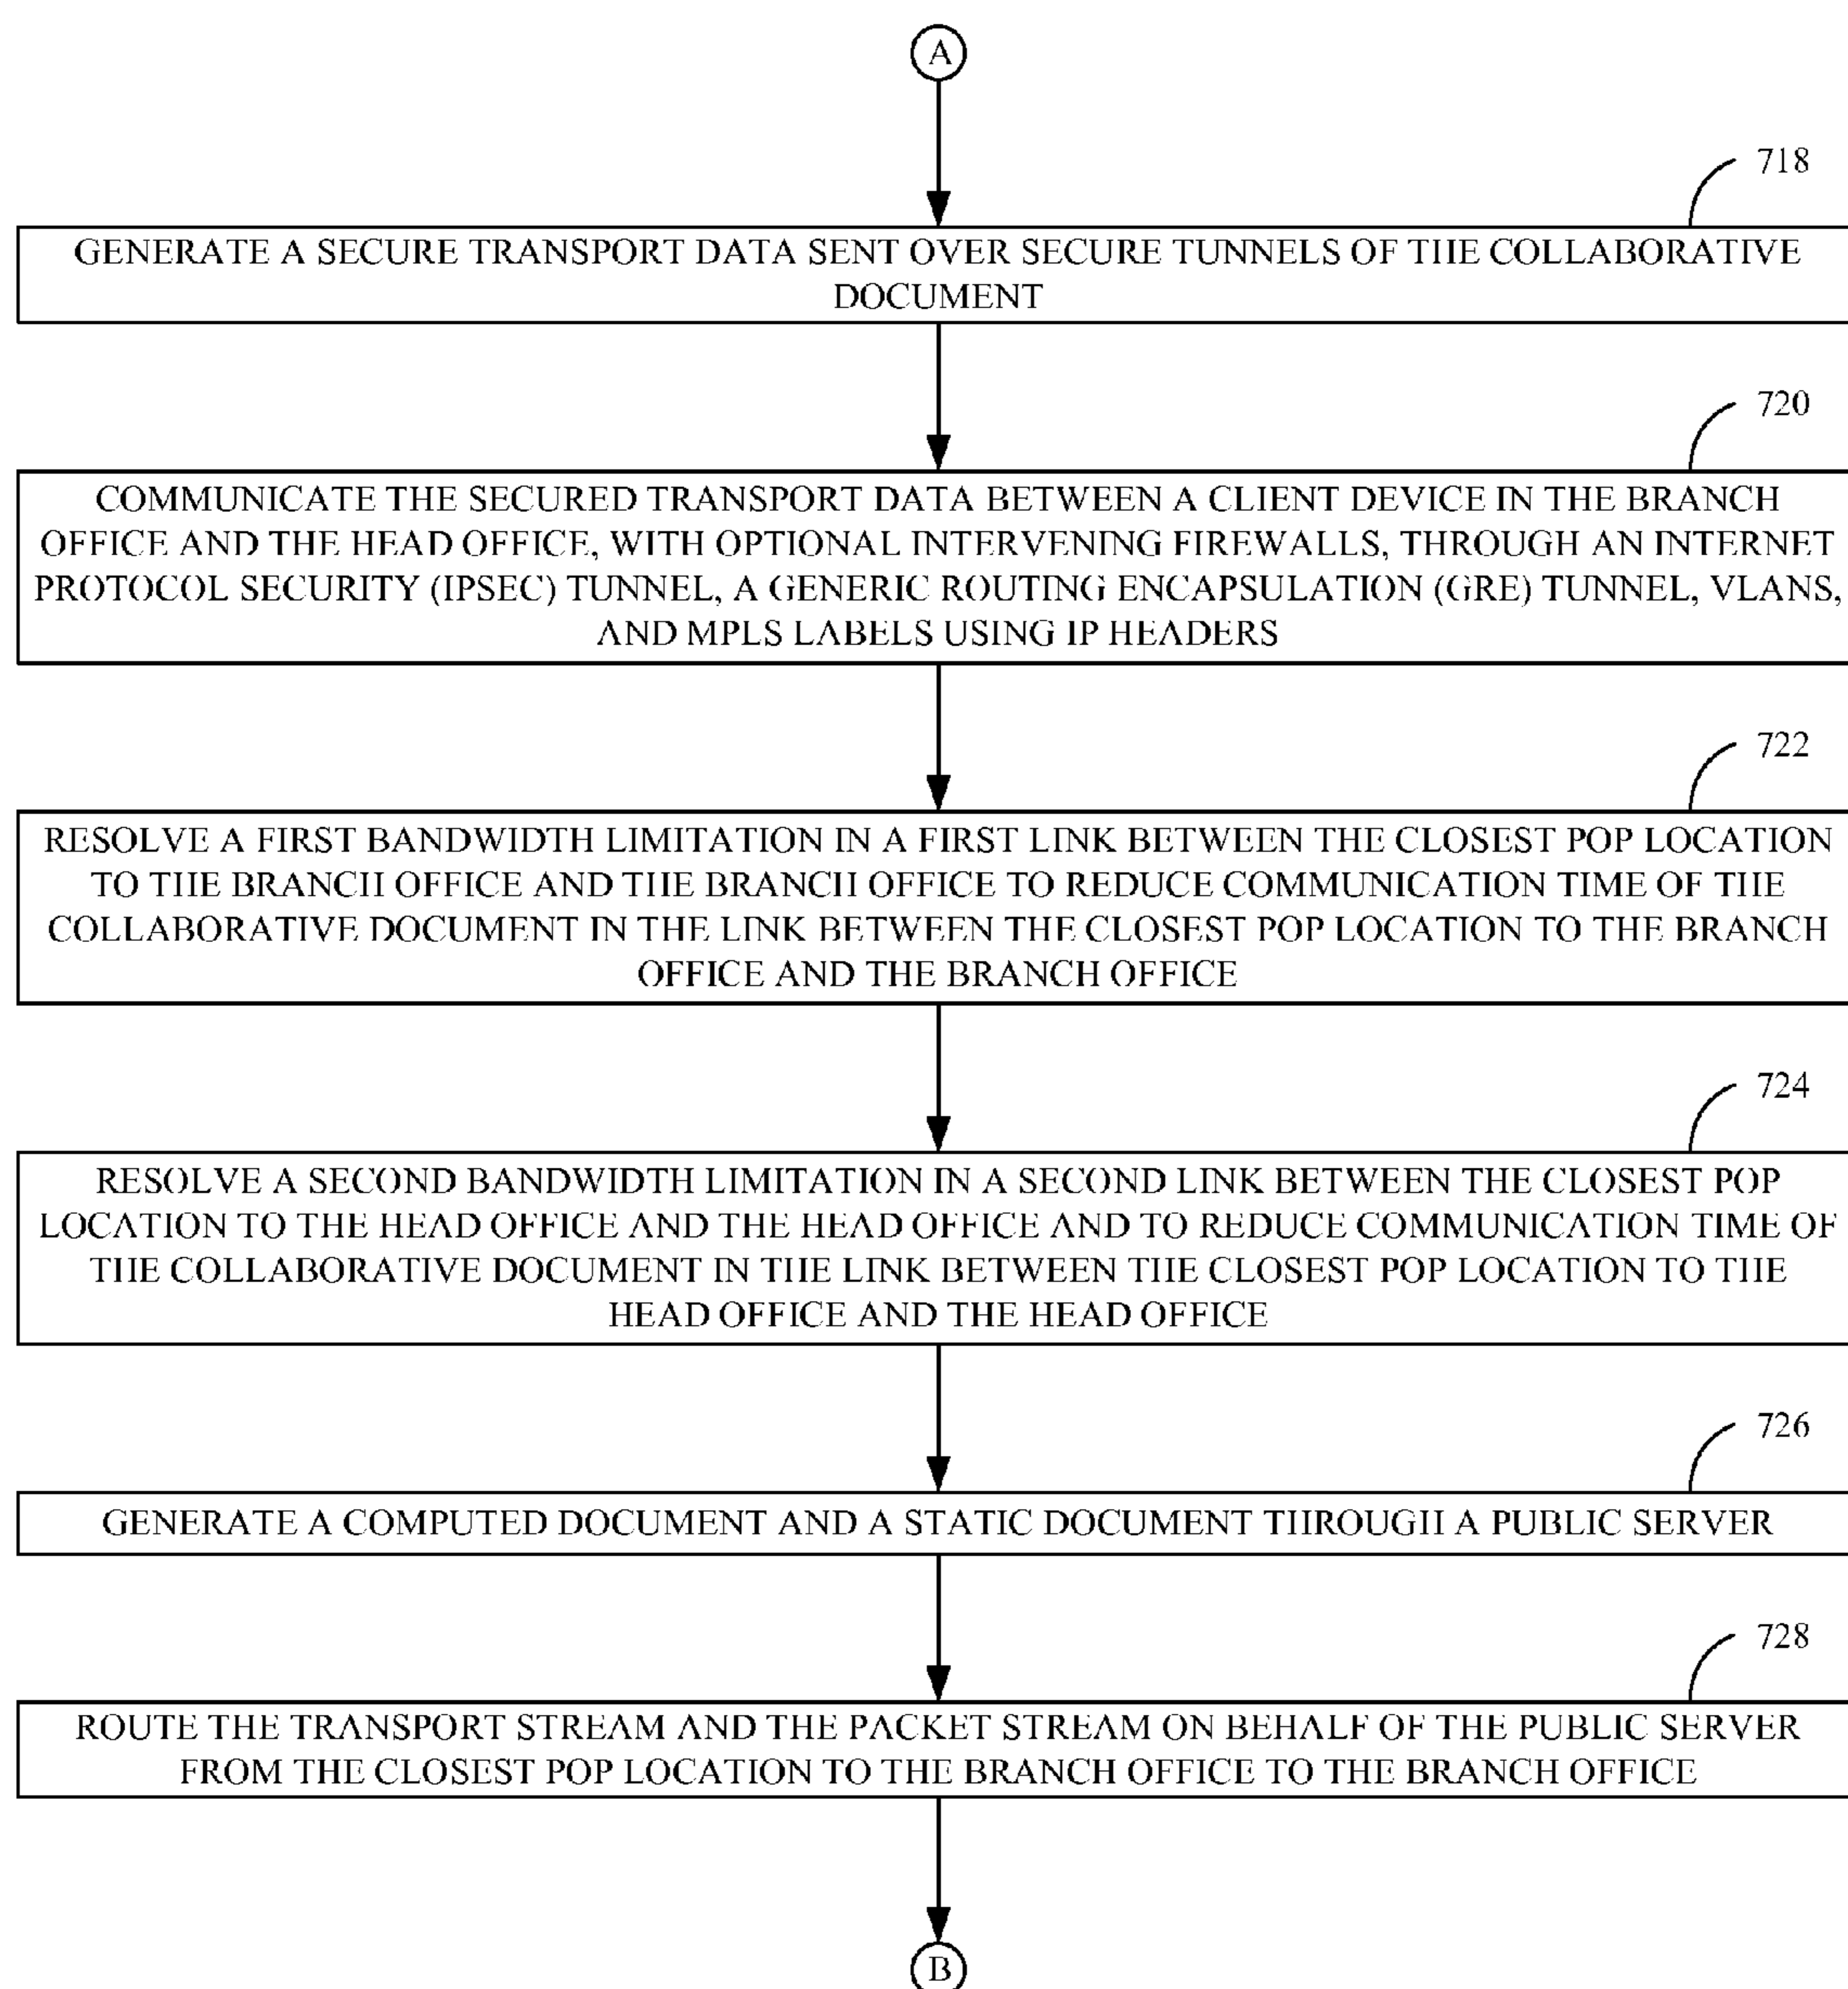 A
718
GENERATE A SECURE TRANSPORT DATA SENT OVER SECURE TUNNELS OF THE COLLABORATIVE
DOCUMENT
720
COMMUNICATE THE SECURED TRANSPORT DATA BETWEEN A CLIENT DEVICE IN THE BRANCH
OFFICE AND THE HEAD OFFICE, WITH OPTIONAL INTERVENING FIREWALLS, THROUGH AN INTERNET
PROTOCOL SECURITY (IPSEC) TUNNEL, A GENERIC ROUTING ENCAPSULATION (GRE) TUNNEL, VLANS,
AND MPLS LABELS USING IP HEADERS
722
RESOLVE A FIRST BANDWIDTH LIMITATION IN A FIRST LINK BETWEEN THE CLOSEST POP LOCATION
TO THE BRANCH OFFICE AND THE BRANCH OFFICE TO REDUCE COMMUNICATION TIME OF THE
COLLABORATIVE DOCUMENT IN THE LINK BETWEEN THE CLOSEST POP LOCATION TO THE BRANCH
OFFICE AND THE BRANCH OFFICE
724
RESOLVE A SECOND BANDWIDTH LIMITATION IN A SECOND LINK BETWEEN THE CLOSEST POP
LOCATION TO THE HEAD OFFICE AND THE HEAD OFFICE AND TO REDUCE COMMUNICATION TIME OF
THE COLLABORATIVE DOCUMENT IN THE LINK BETWEEN THE CLOSEST POP LOCATION TO THE
HEAD OFFICE AND THE HEAD OFFICE
726
GENERATE A COMPUTED DOCUMENT AND A STATIC DOCUMENT THROUGH A PUBLIC SERVER
728
ROUTE THE TRANSPORT STREAM AND THE PACKET STREAM ON BEHALF OF THE PUBLIC SERVER
FROM THE CLOSEST POP LOCATION TO THE BRANCH OFFICE TO THE BRANCH OFFICE
B